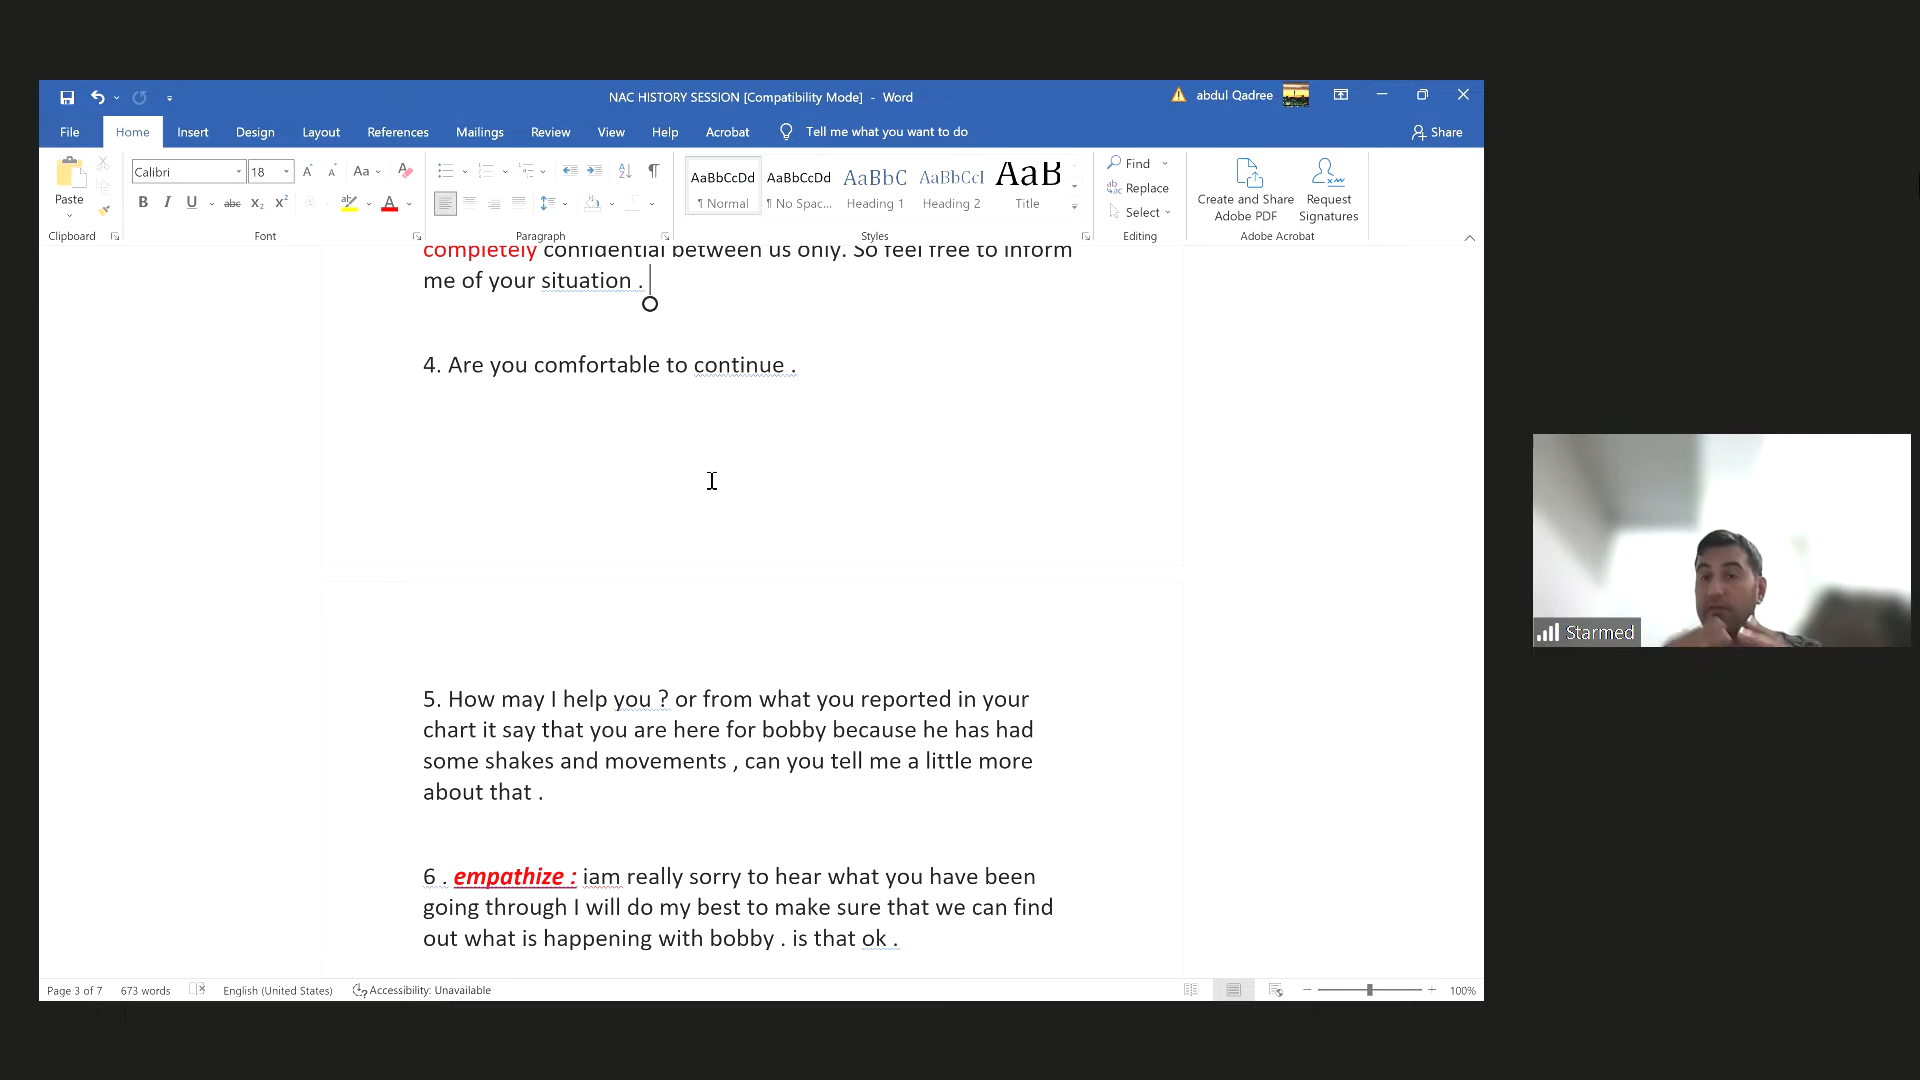 NAC HISTORY SESSION [Compatibility Mode] - Word
abdul Qadree
File Home Insert Design Layout References Mailings Review View Help Acrobat Tell me what you want to do Share
Paste
Clipboard
Calibri 18
Aa
B I U abc X₂ X² A
Font
Paragraph
AaBbCcDd AaBbCcDd AaBbC AaBbCcI AaB
¶ Normal ¶ No Spac... Heading 1 Heading 2 Title
Styles
Find
Replace
Select
Editing
Create and Share Adobe PDF
Request Signatures
Adobe Acrobat
completely confidential between us only. So feel free to inform
me of your situation .
4. Are you comfortable to continue .
5. How may I help you ? or from what you reported in your
chart it say that you are here for bobby because he has had
some shakes and movements , can you tell me a little more
about that .
6 . empathize : iam really sorry to hear what you have been
going through I will do my best to make sure that we can find
out what is happening with bobby . is that ok .
Starmed
Page 3 of 7 673 words English (United States) Accessibility: Unavailable 100%